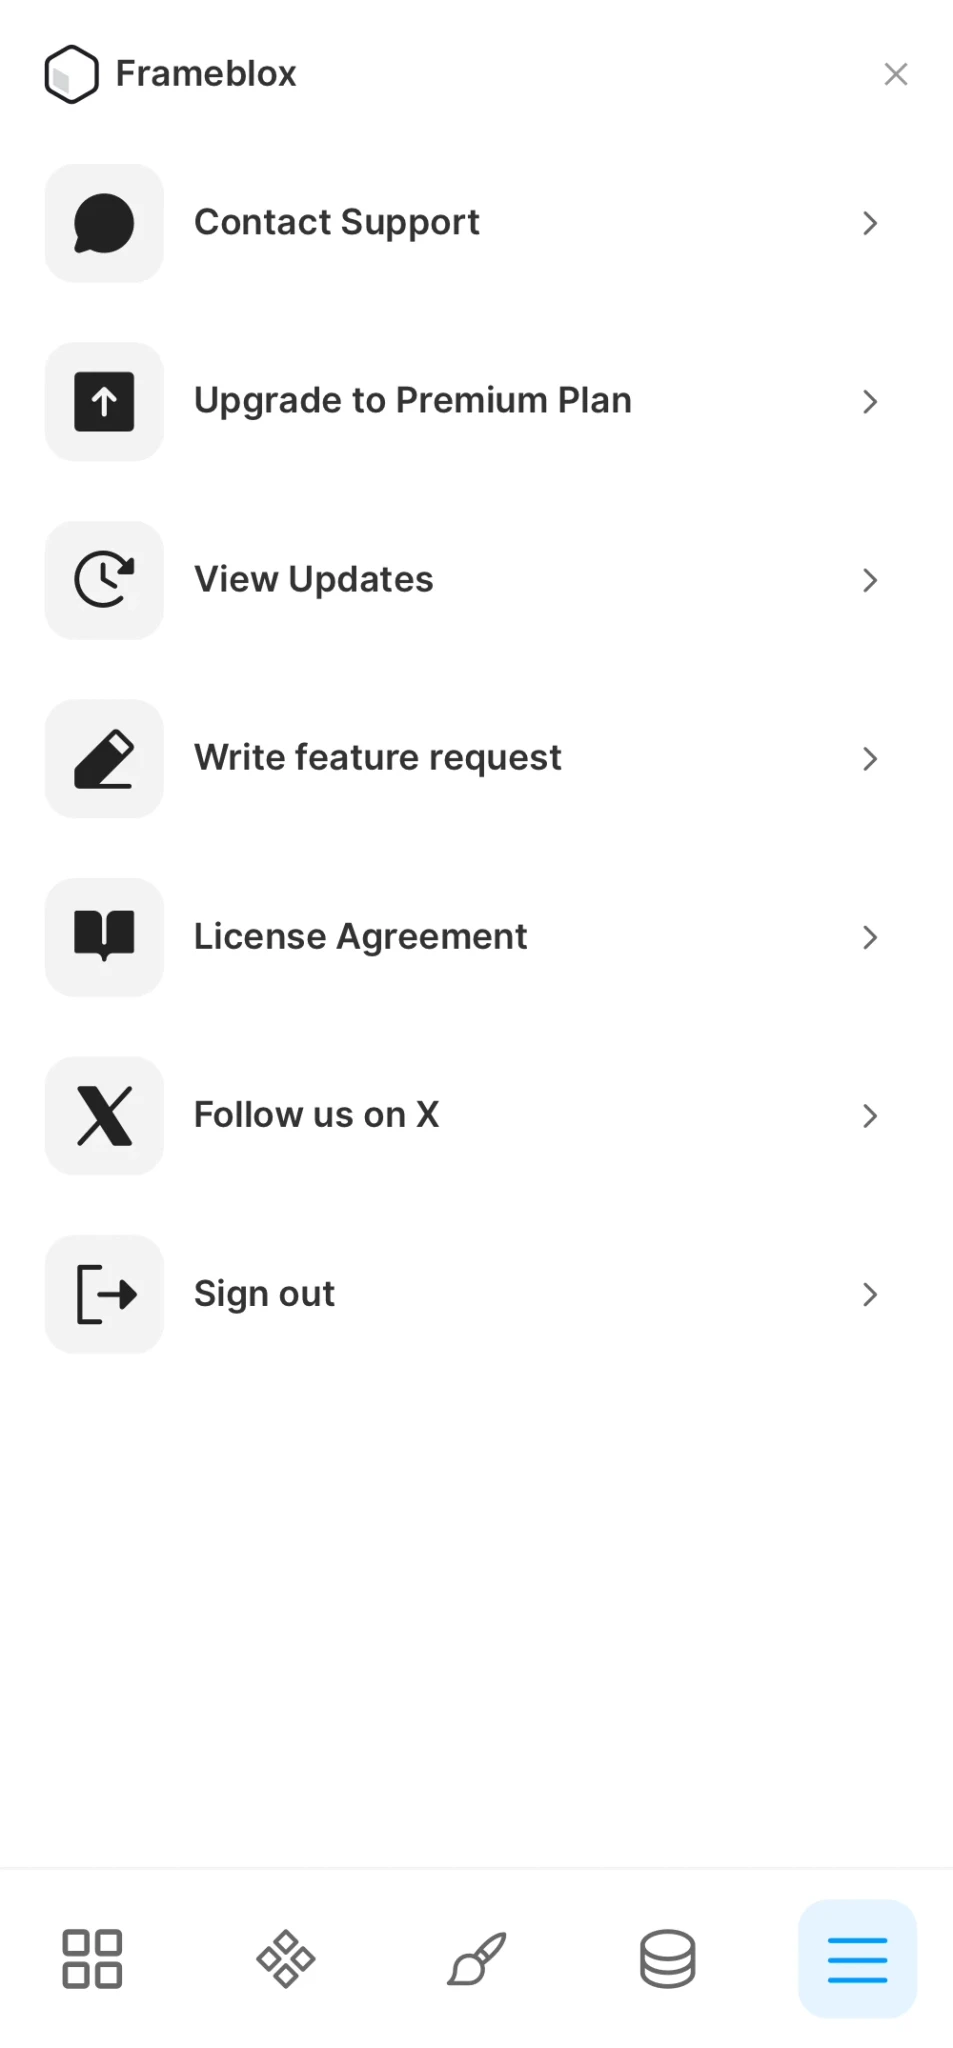 Frameblox
Contact Support
Upgrade to Premium Plan
View Updates
Write feature request
License Agreement
Follow us on X
Sign out